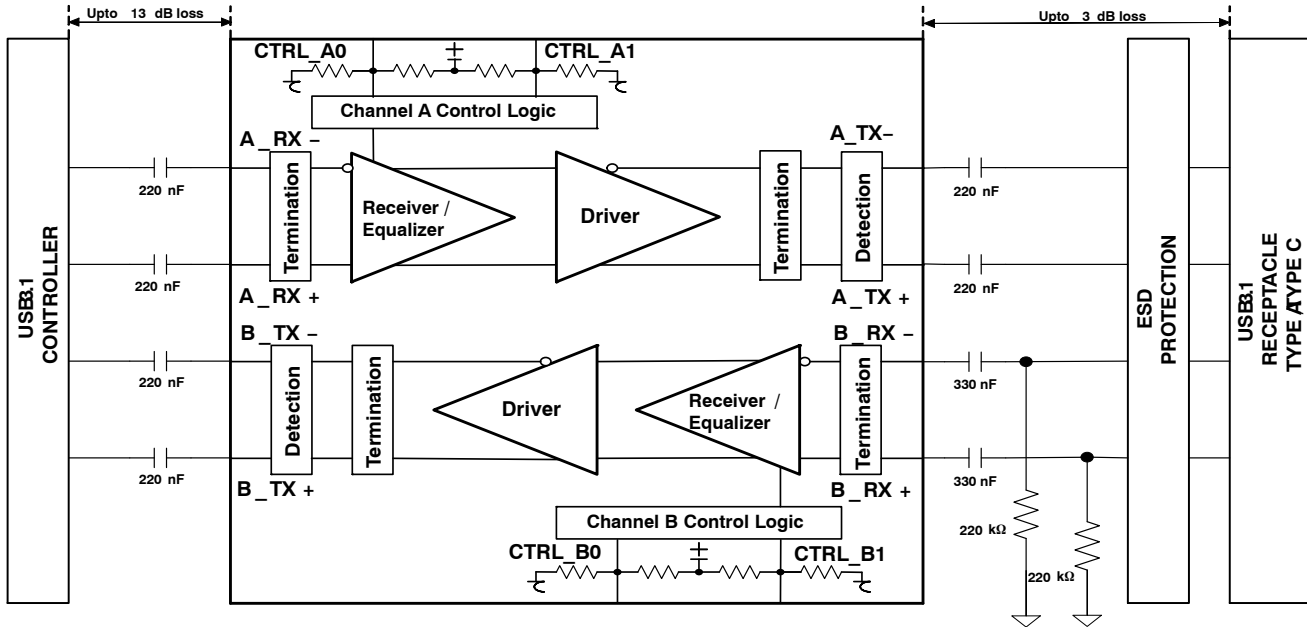 Upto 13 dB loss
Upto 3 dB loss
USB3.1
CONTROLLER
220 nF
220 nF
220 nF
220 nF
CTRL_A0
CTRL_A1
Channel A Control Logic
A_RX -
Termination
A_RX +
Receiver /
Equalizer
Driver
Termination
A_TX-
Detection
A_TX +
B_TX -
Detection
B_TX +
Termination
Driver
Receiver /
Equalizer
B_RX -
Termination
B_RX +
Channel B Control Logic
CTRL_B0
CTRL_B1
220 nF
220 nF
330 nF
330 nF
220 kΩ
220 kΩ
ESD
PROTECTION
USB3.1
RECEPTACLE
TYPE A TYPE C